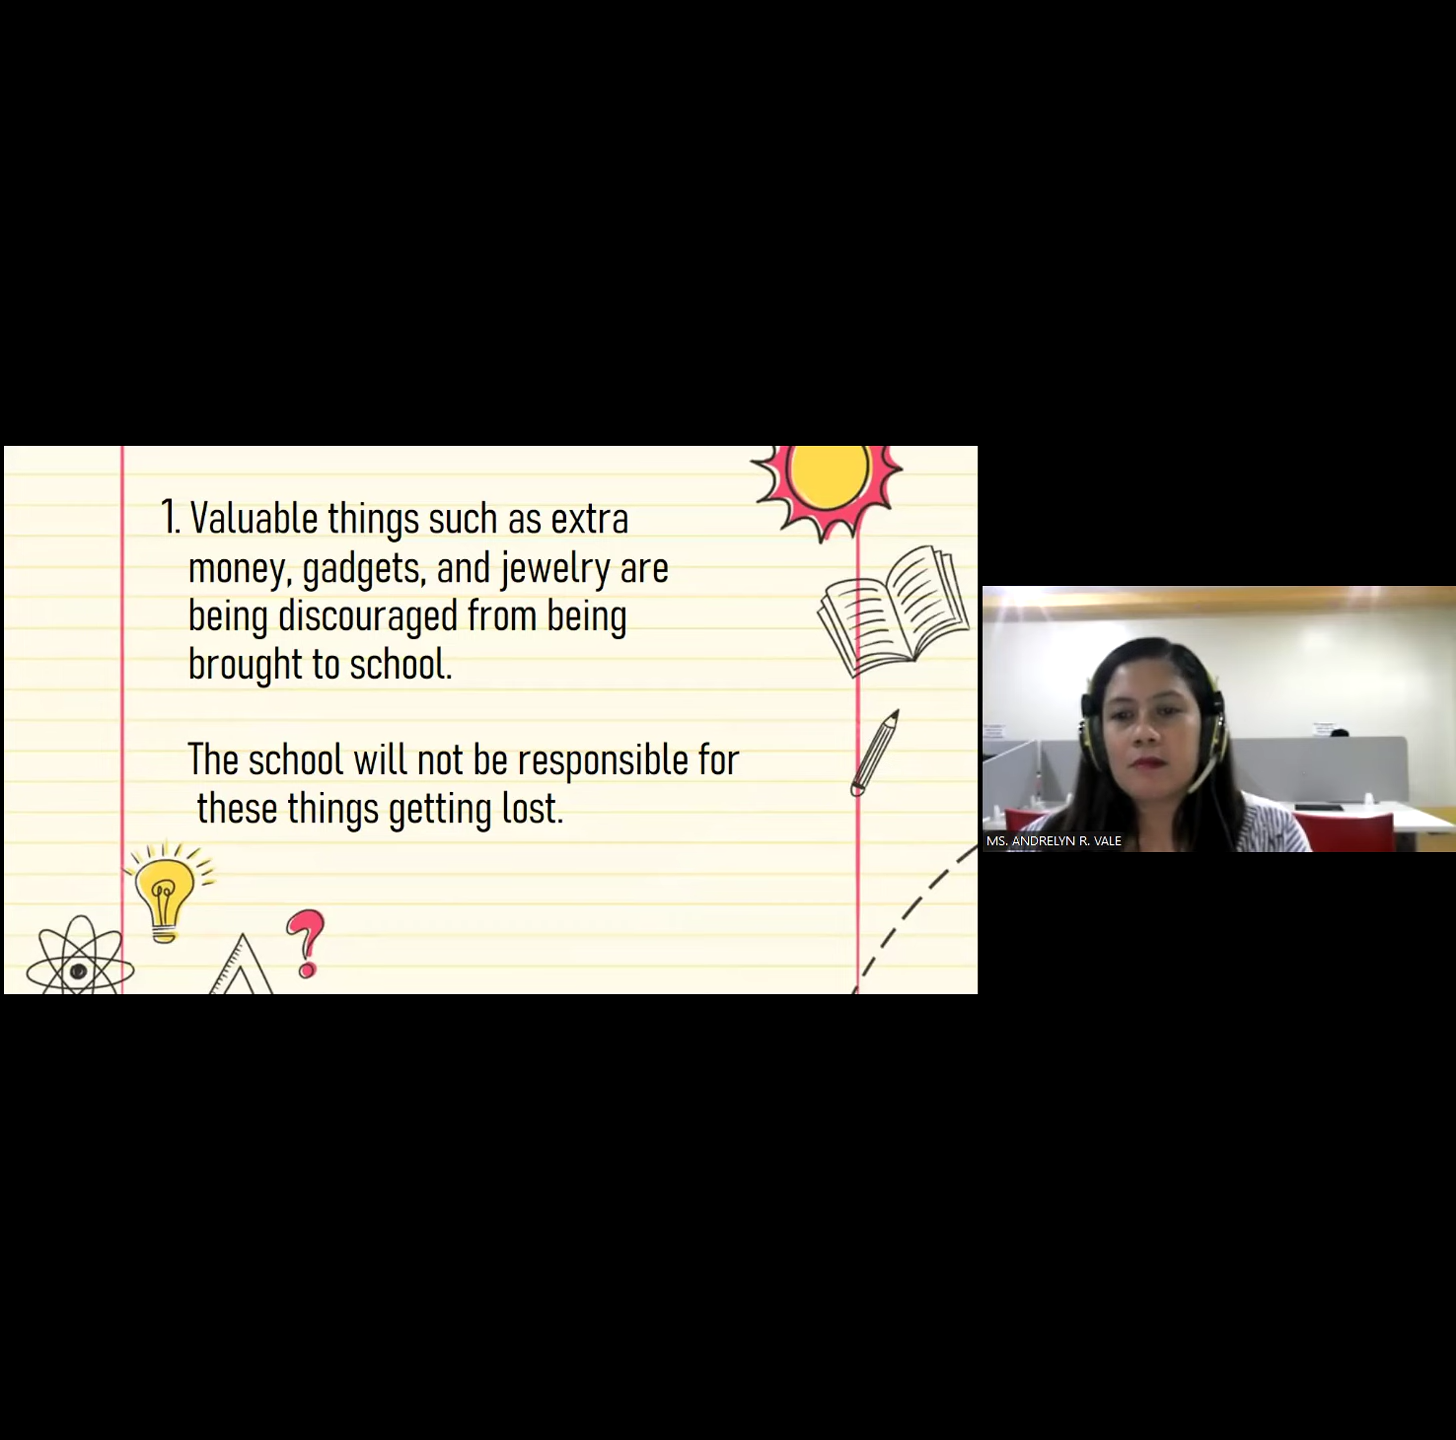 1. Valuable things such as extra
money, gadgets, and jewelry are
being discouraged from being
brought to school.
The school will not be responsible for
these things getting lost.
?
MS. ANDRELYN R. VALE